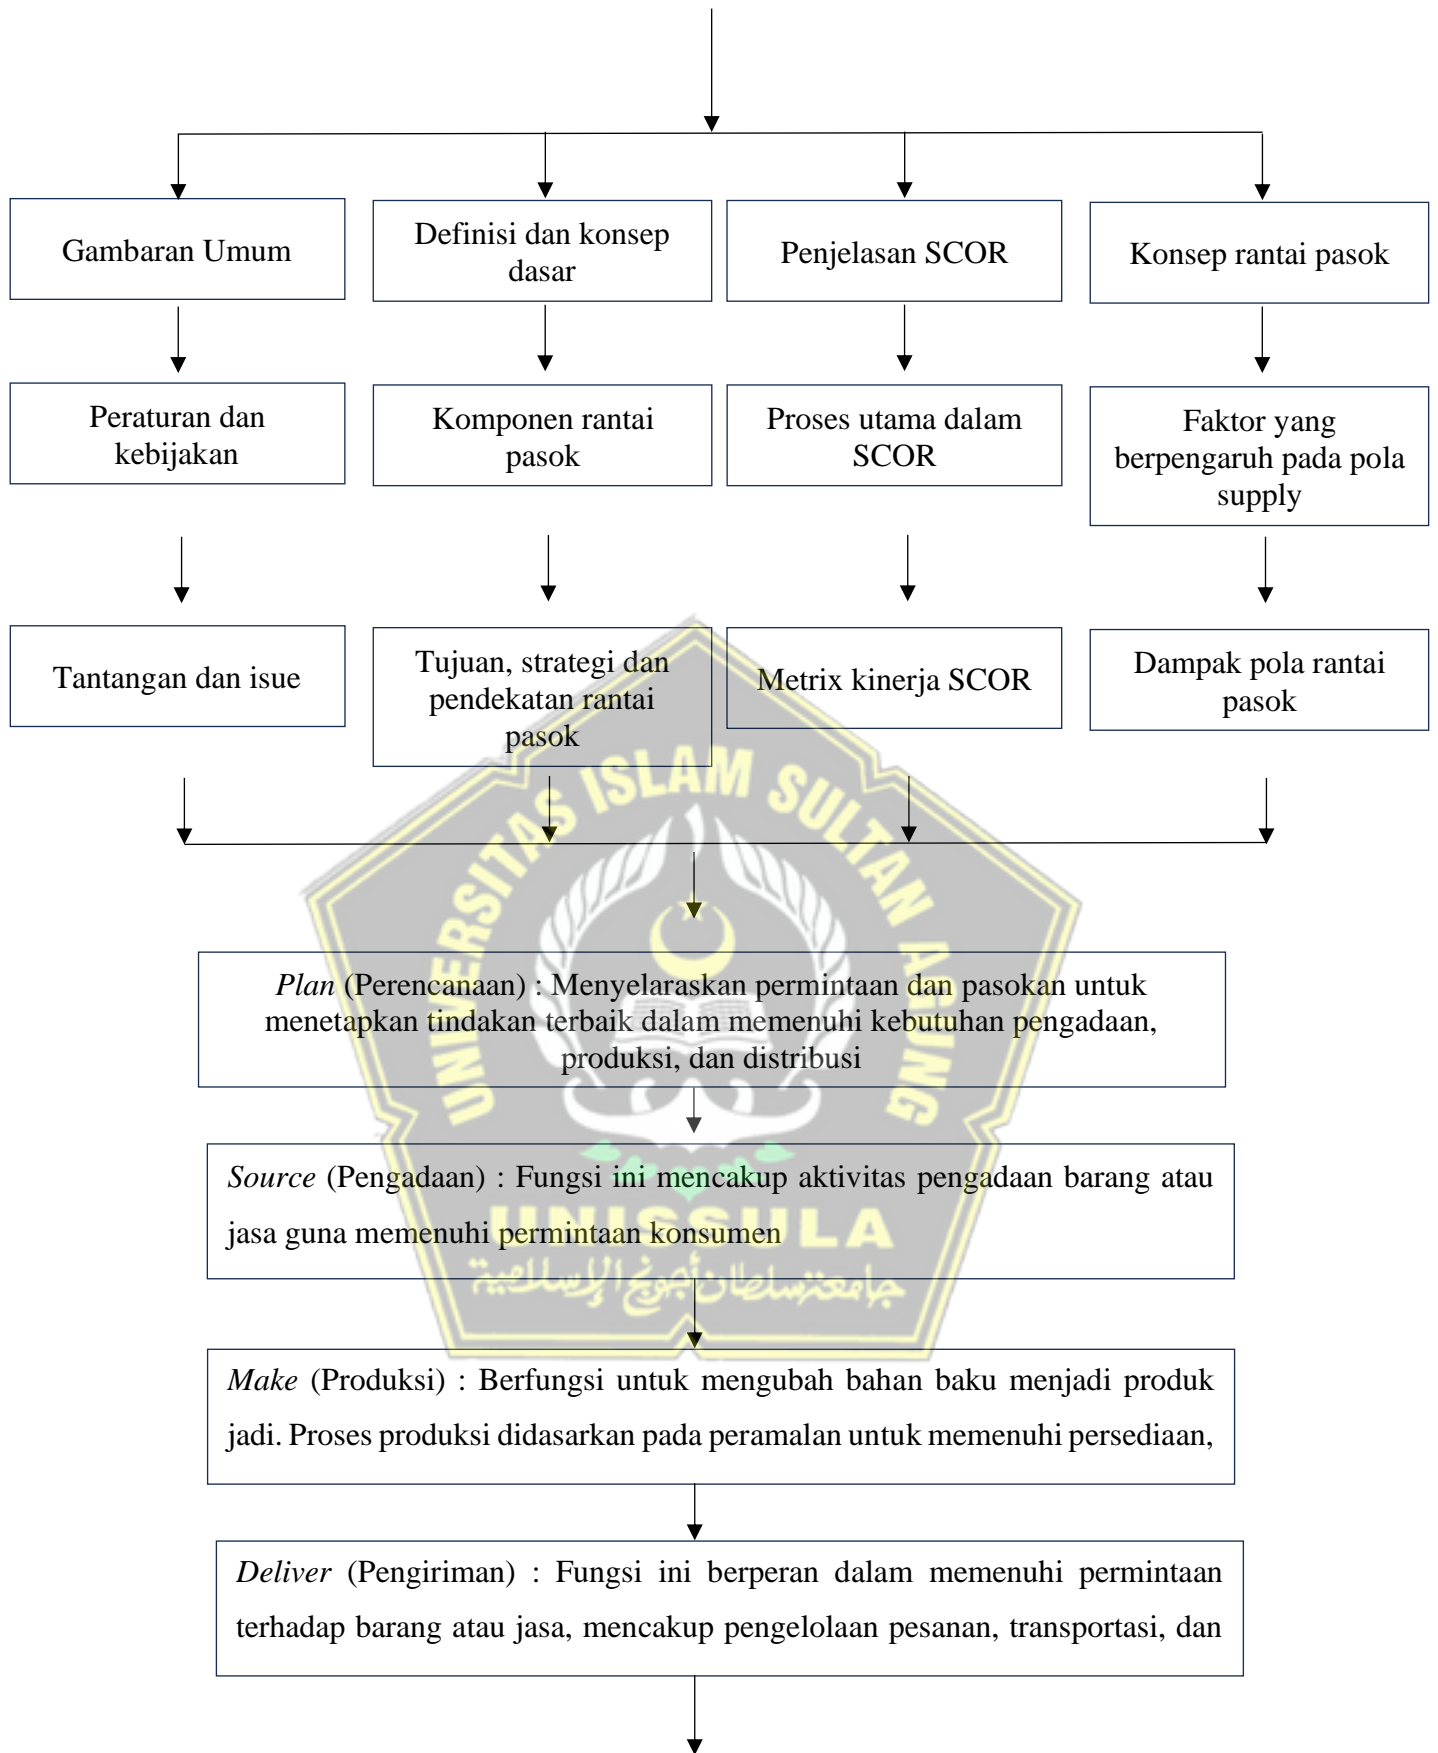 Gambaran Umum
Definisi dan konsep
dasar
Penjelasan SCOR
Konsep rantai pasok
Peraturan dan
kebijakan
Komponen rantai
pasok
Proses utama dalam
SCOR
Faktor yang
berpengaruh pada pola
supply
Tantangan dan isue
Tujuan, strategi dan
pendekatan rantai
pasok
Metrix kinerja SCOR
Dampak pola rantai
pasok
UNIVERSITAS ISLAM SULTAN AGUNG
Plan (Perencanaan) : Menyelaraskan permintaan dan pasokan untuk
menetapkan tindakan terbaik dalam memenuhi kebutuhan pengadaan,
produksi, dan distribusi
Source (Pengadaan) : Fungsi ini mencakup aktivitas pengadaan barang atau
jasa guna memenuhi permintaan konsumen
UNISSULA
جامعة سلطان أجونج الإسلامية
Make (Produksi) : Berfungsi untuk mengubah bahan baku menjadi produk
jadi. Proses produksi didasarkan pada peramalan untuk memenuhi persediaan,
Deliver (Pengiriman) : Fungsi ini berperan dalam memenuhi permintaan
terhadap barang atau jasa, mencakup pengelolaan pesanan, transportasi, dan